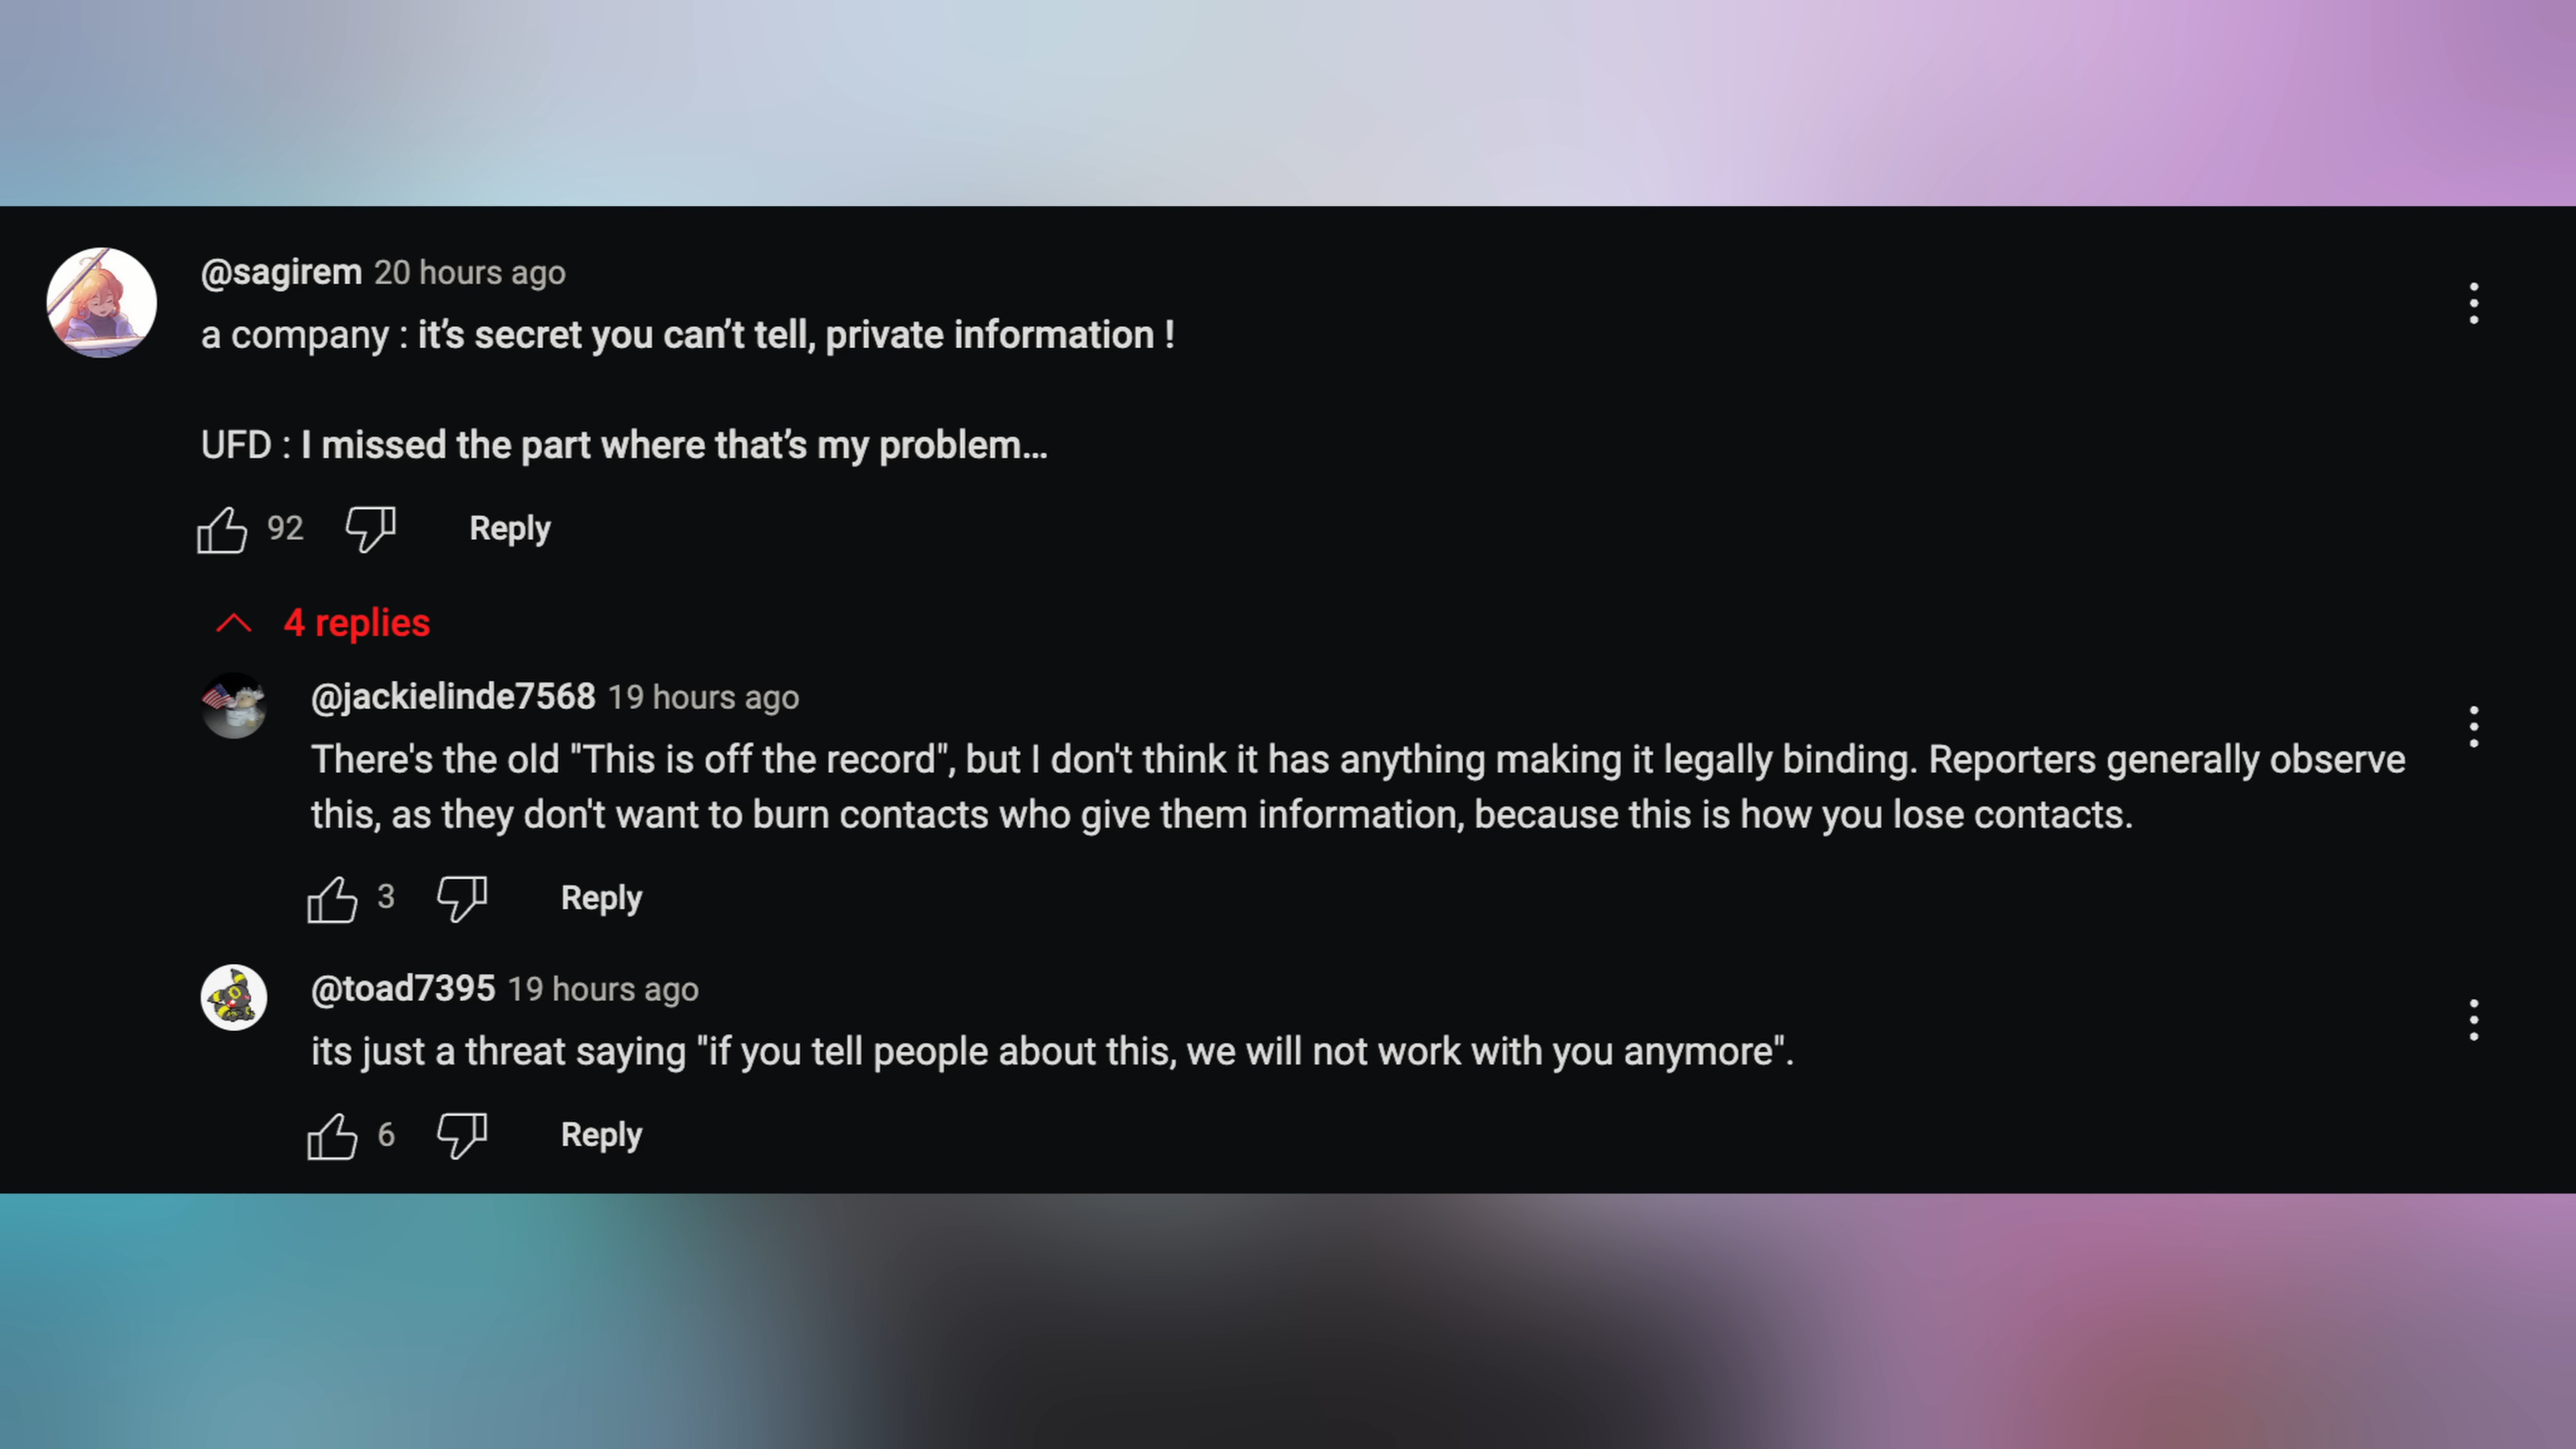 @sagirem 20 hours ago
a company : it’s secret you can’t tell, private information !
UFD : I missed the part where that’s my problem…
92 Reply
4 replies
@jackielinde7568 19 hours ago
There's the old "This is off the record", but I don't think it has anything making it legally binding. Reporters generally observe
this, as they don't want to burn contacts who give them information, because this is how you lose contacts.
3 Reply
@toad7395 19 hours ago
its just a threat saying "if you tell people about this, we will not work with you anymore".
6 Reply